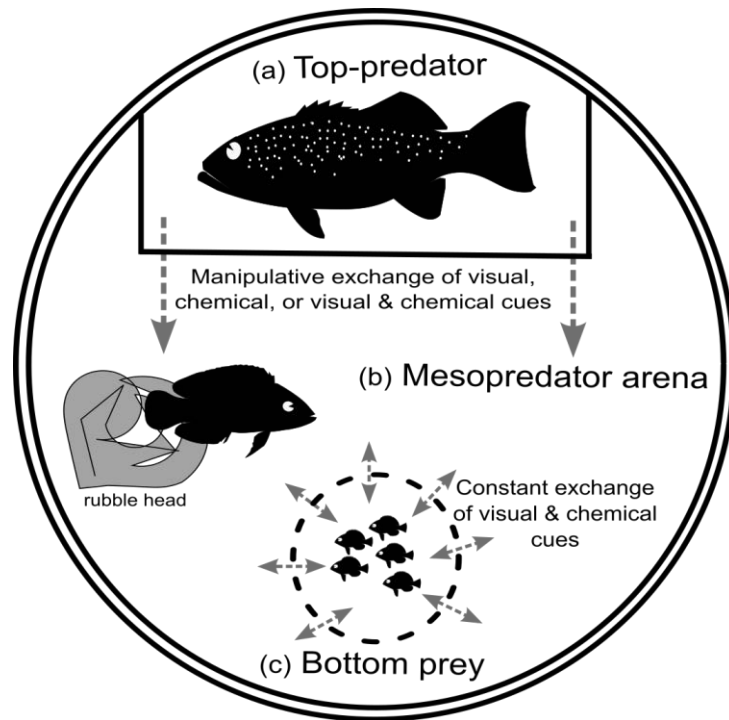 (a) Top-predator
Manipulative exchange of visual,
chemical, or visual & chemical cues
(b) Mesopredator arena
rubble head
Constant exchange
of visual & chemical
cues
(c) Bottom prey